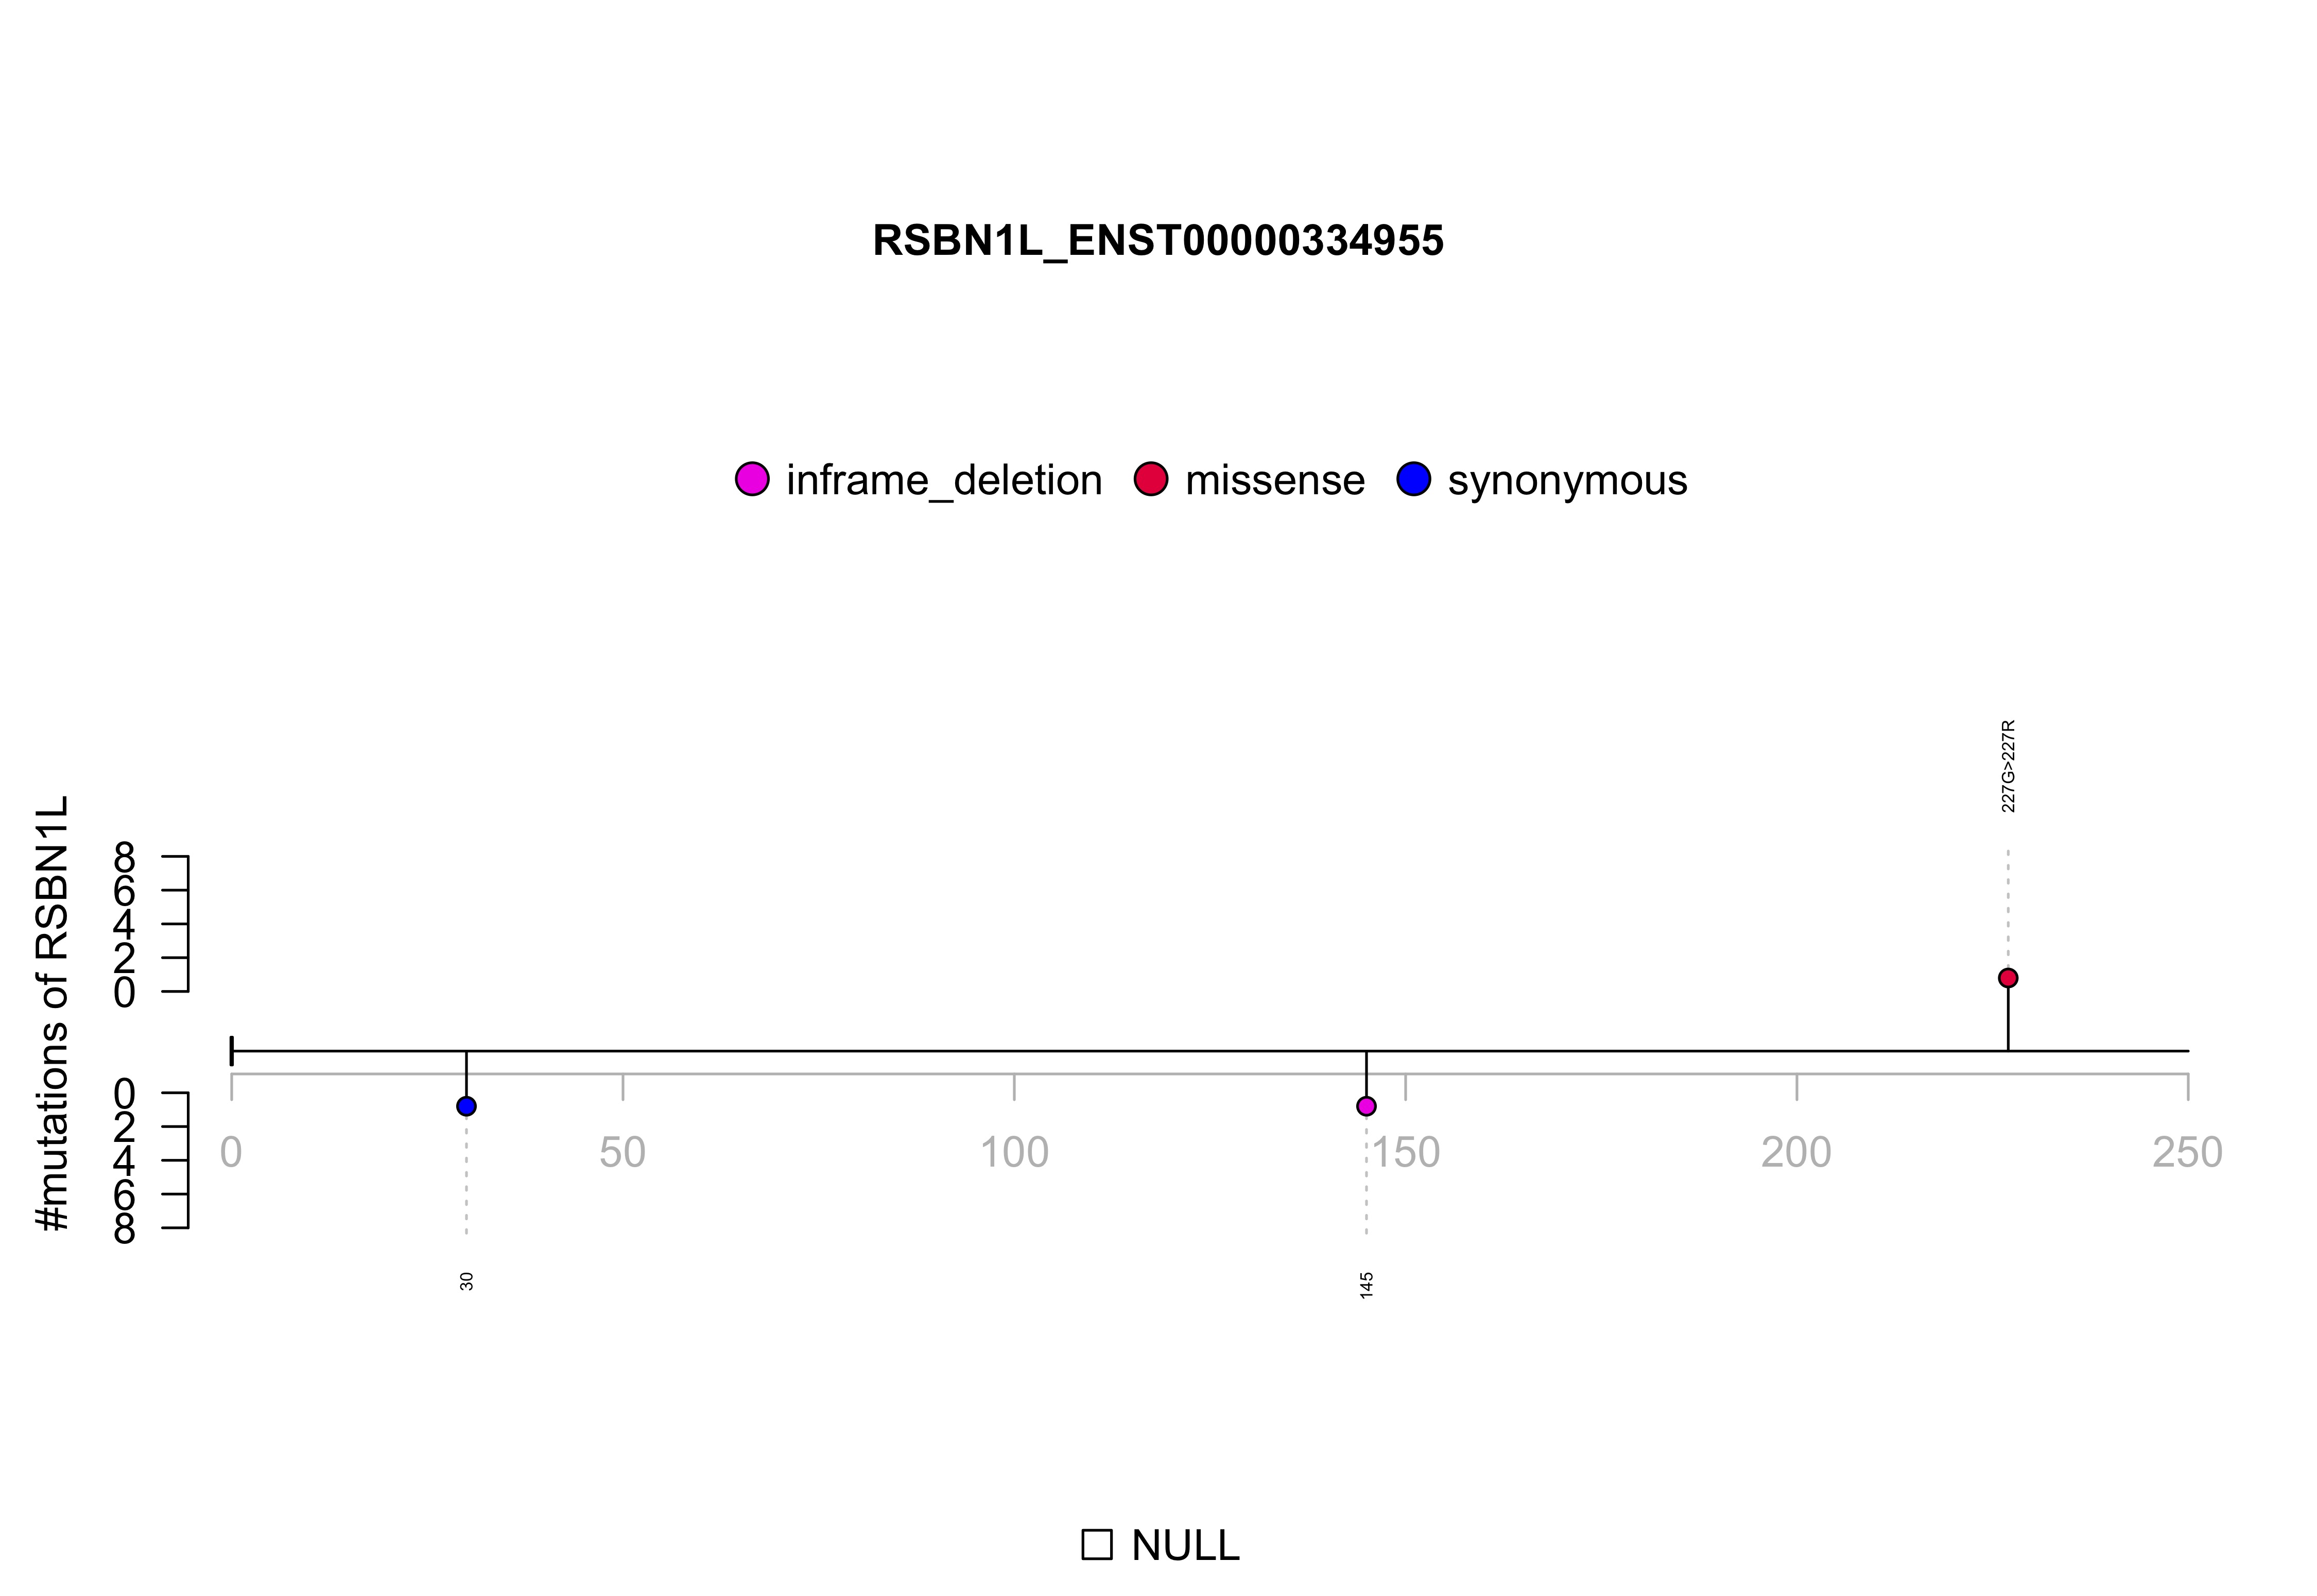 RSBN1L_ENST00000334955
inframe_deletion missense synonymous
227G>227R
#mutations of RSBN1L
8
6
4
2
0
0
2
4
6
8
0 50 100 150 200 250
30 145
NULL